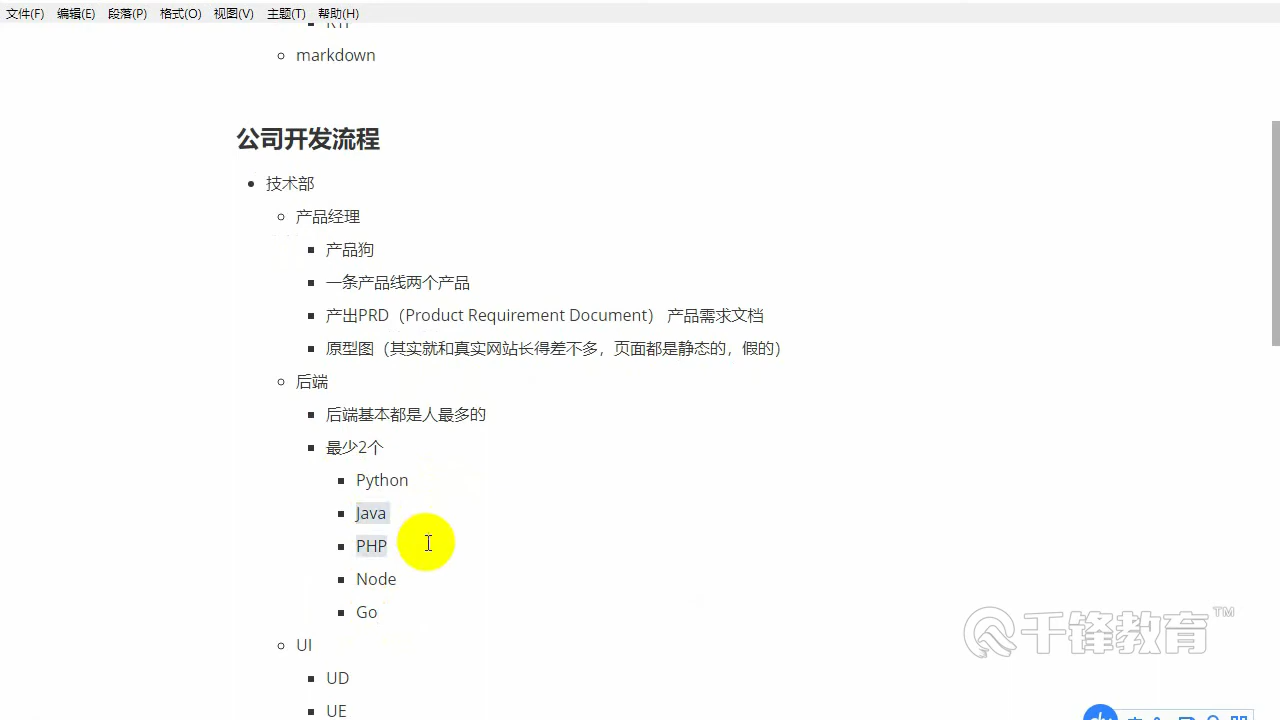 文件(F) 编辑(E) 段落(P) 格式(O) 视图(V) 主题(T) 帮助(H)
markdown
公司开发流程
技术部
产品经理
产品狗
一条产品线两个产品
产出PRD（Product Requirement Document） 产品需求文档
原型图（其实就和真实网站长得差不多，页面都是静态的，假的）
后端
后端基本都是人最多的
最少2个
Python
Java
PHP
Node
Go
千锋教育™
UI
UD
UE